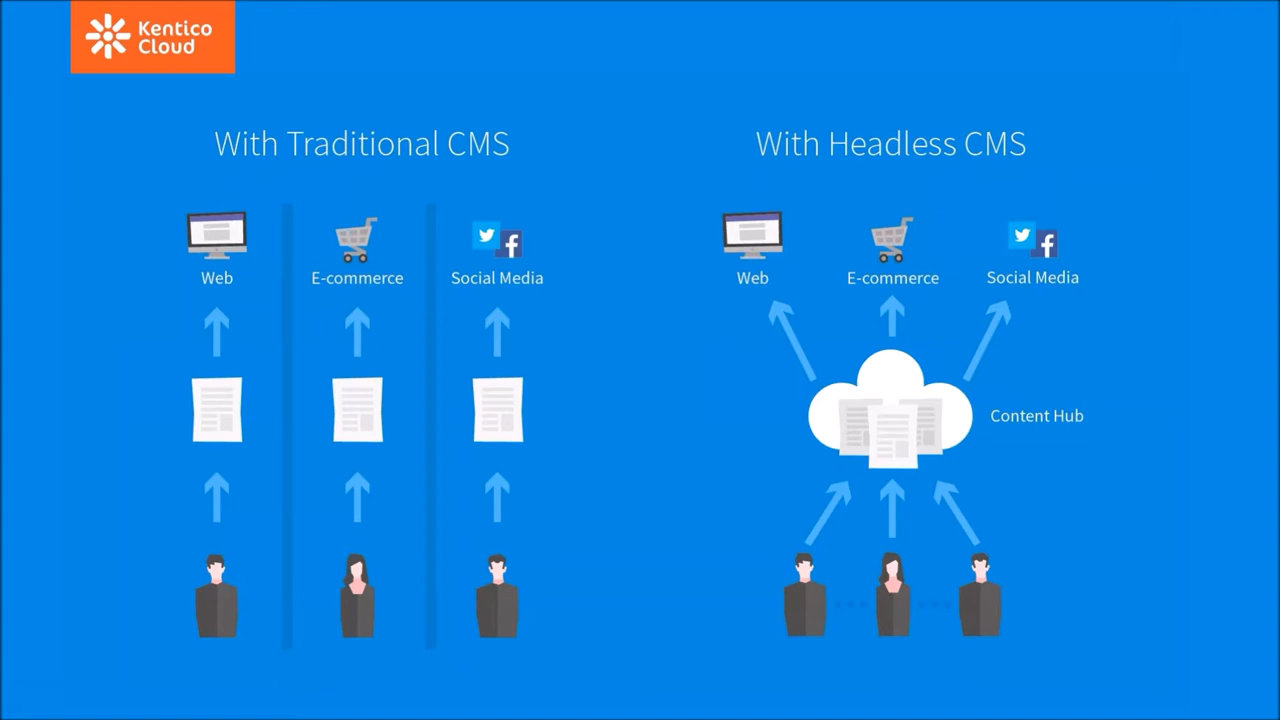 Kentico
Cloud
With Traditional CMS
Web
E-commerce
Social Media
With Headless CMS
Web
E-commerce
Social Media
Content Hub